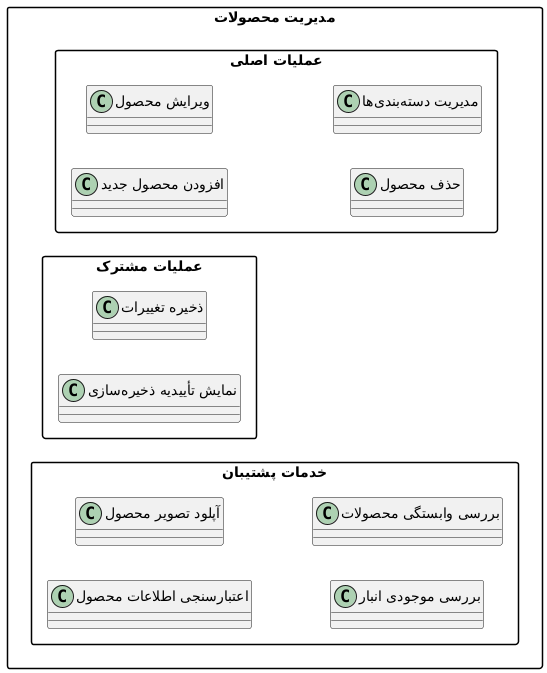 مدیریت محصولات
عملیات اصلی
C مدیریت دسته‌بندی‌ها
C ویرایش محصول
C حذف محصول
C افزودن محصول جدید
عملیات مشترک
C ذخیره تغییرات
C نمایش تأییدیه ذخیره‌سازی
خدمات پشتیبان
C بررسی وابستگی محصولات
C آپلود تصویر محصول
C بررسی موجودی انبار
C اعتبارسنجی اطلاعات محصول